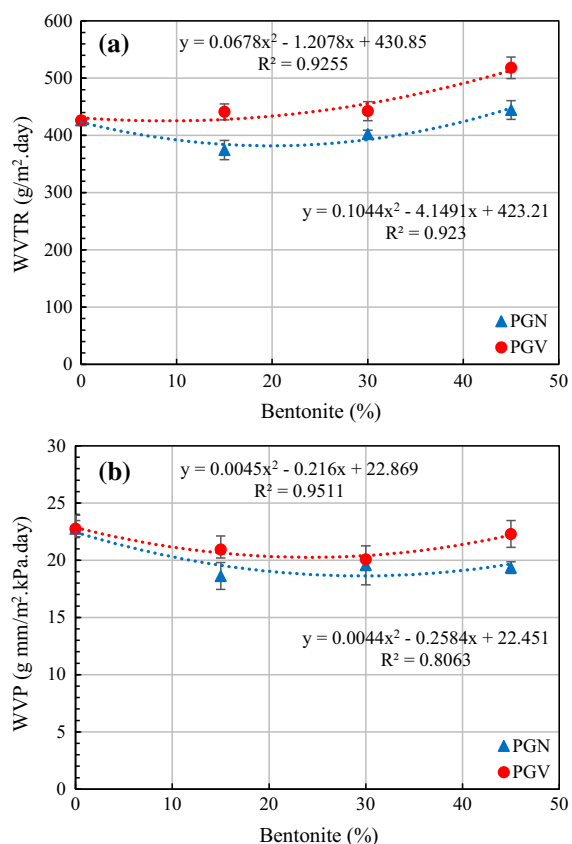 (a)
y = 0.0678x² - 1.2078x + 430.85
R² = 0.9255
y = 0.1044x² - 4.1491x + 423.21
R² = 0.923
PGN
PGV
WVTR (g/m².day)
600
500
400
300
200
100
0
0 10 20 30 40 50
Bentonite (%)
(b)
y = 0.0045x² - 0.216x + 22.869
R² = 0.9511
y = 0.0044x² - 0.2584x + 22.451
R² = 0.8063
PGN
PGV
WVP (g mm/m².kPa.day)
30
25
20
15
10
5
0
0 10 20 30 40 50
Bentonite (%)